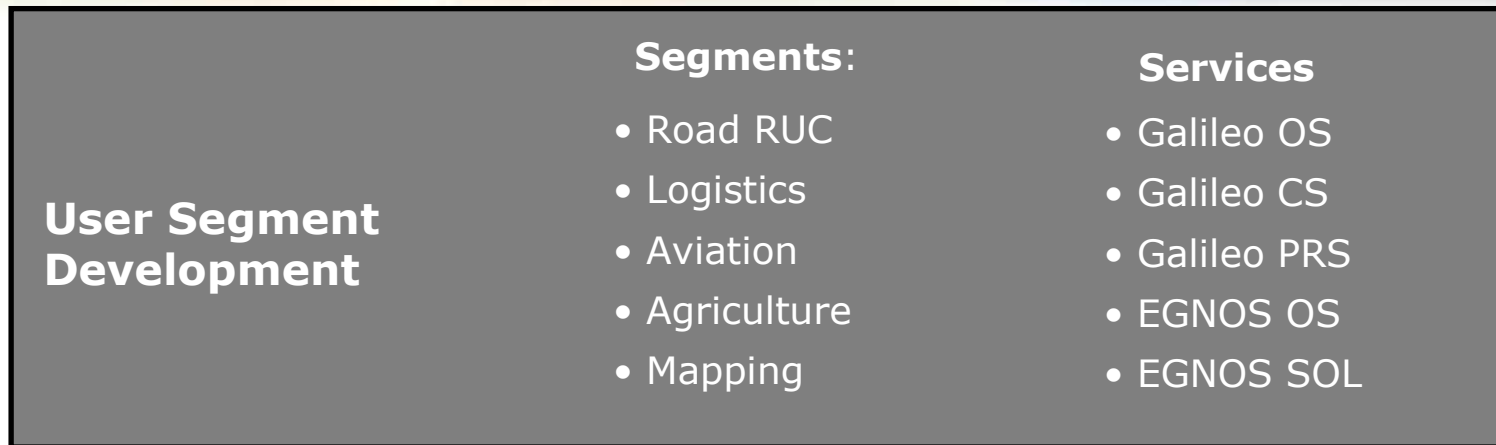 User Segment
Development
Segments:
• Road RUC
• Logistics
• Aviation
• Agriculture
• Mapping
Services
• Galileo OS
• Galileo CS
• Galileo PRS
• EGNOS OS
• EGNOS SOL